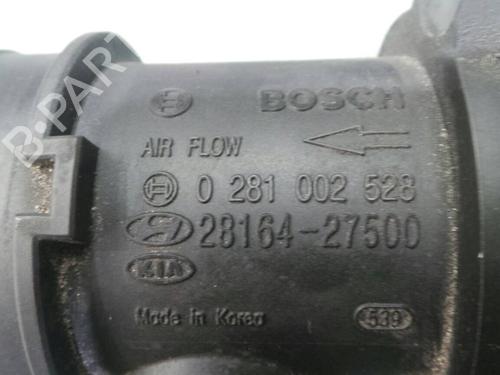 BOSCH
AIR FLOW
0 281 002 528
28164-27500
KIA
Made in Korea
539
B-PARTS